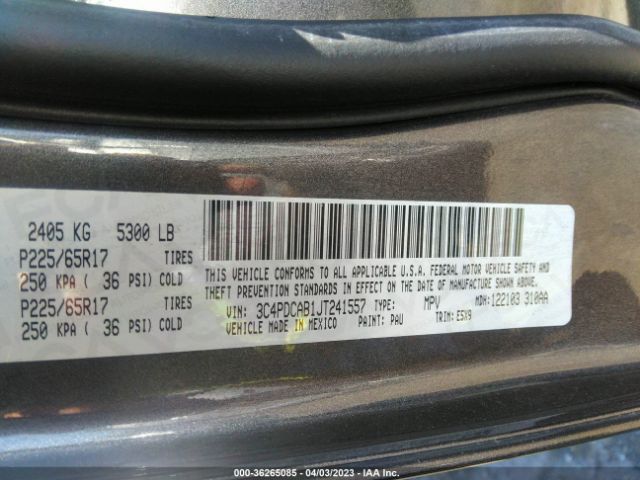 2405 KG 5300 LB
P225/65R17 TIRES
250 KPA ( 36 PSI) COLD
P225/65R17 TIRES
250 KPA ( 36 PSI) COLD
THIS VEHICLE CONFORMS TO ALL APPLICABLE U.S.A. FEDERAL MOTOR VEHICLE SAFETY AND
THEFT PREVENTION STANDARDS IN EFFECT ON THE DATE OF MANUFACTURE SHOWN ABOVE.
VIN: 3C4PDCAB1JT241557 TYPE: MPV MDH: 122103 310AA
VEHICLE MADE IN MEXICO PAINT: PAU TRIM: E5X9
000-36265085 - 04/03/2023 - IAA Inc.